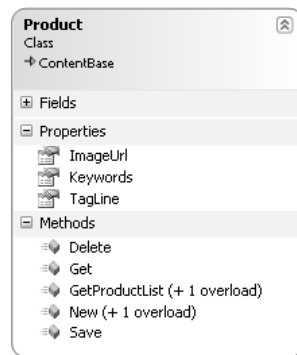 Product
Class
ContentBase
Fields
Properties
ImageUrl
Keywords
TagLine
Methods
Delete
Get
GetProductList (+ 1 overload)
New (+ 1 overload)
Save